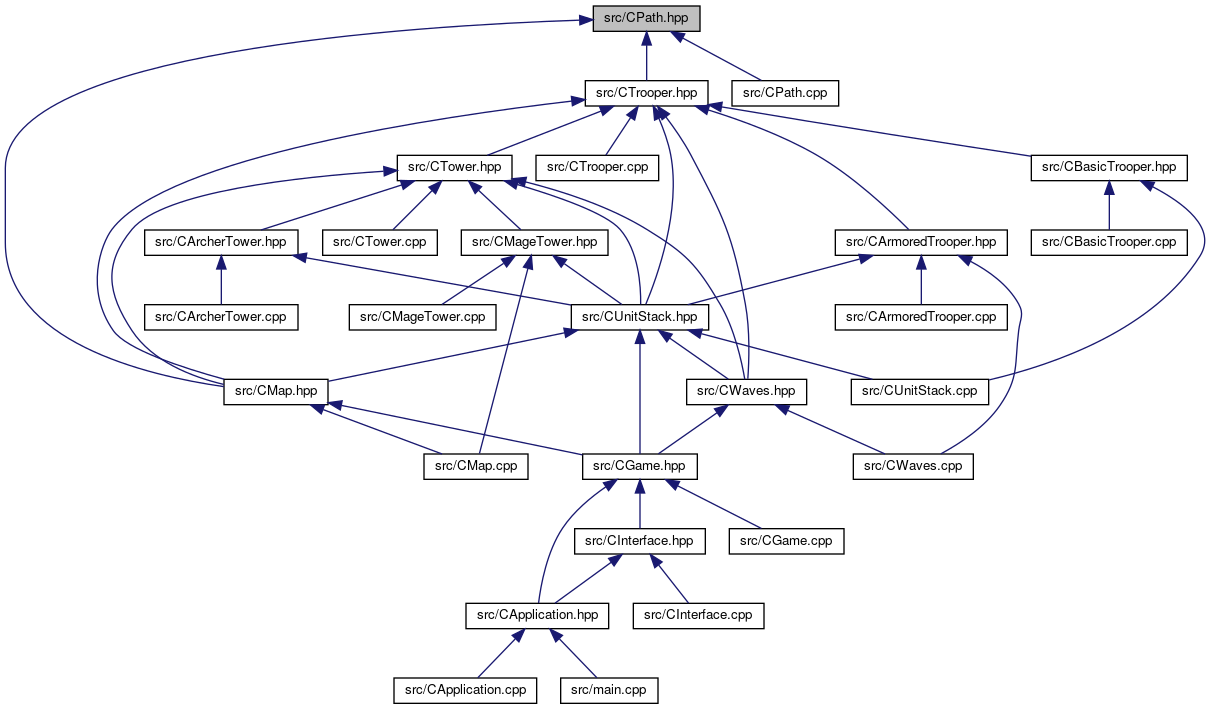 src/CPath.hpp
src/CTrooper.hpp
src/CPath.cpp
src/CTower.hpp
src/CTrooper.cpp
src/CBasicTrooper.hpp
src/CArcherTower.hpp
src/CTower.cpp
src/CMageTower.hpp
src/CArmoredTrooper.hpp
src/CBasicTrooper.cpp
src/CArcherTower.cpp
src/CMageTower.cpp
src/CUnitStack.hpp
src/CArmoredTrooper.cpp
src/CMap.hpp
src/CWaves.hpp
src/CUnitStack.cpp
src/CMap.cpp
src/CGame.hpp
src/CWaves.cpp
src/CInterface.hpp
src/CGame.cpp
src/CApplication.hpp
src/CInterface.cpp
src/CApplication.cpp
src/main.cpp